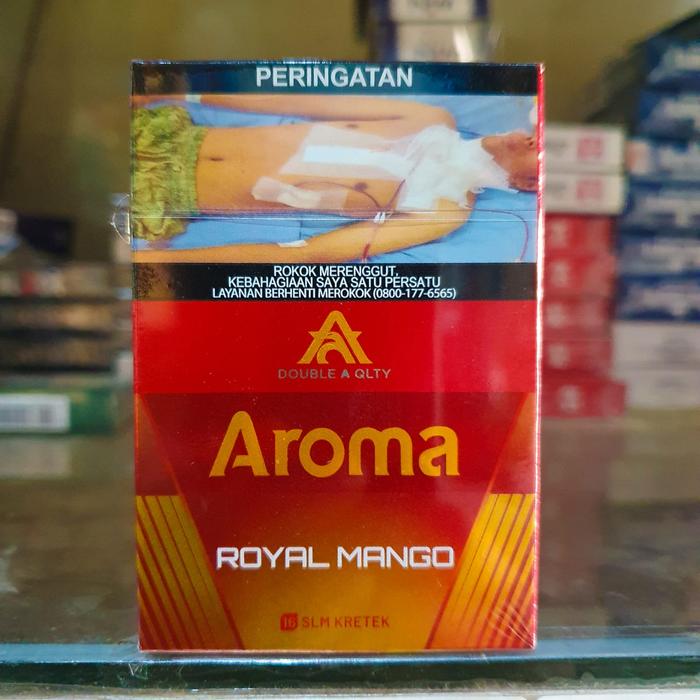 PERINGATAN
ROKOK MERENGGUT,
KEBAHAGIAAN SAYA SATU PERSATU
LAYANAN BERHENTI MEROKOK (0800-177-6565)
DOUBLE A QLTY
Aroma
ROYAL MANGO
16 SLM KRETEK